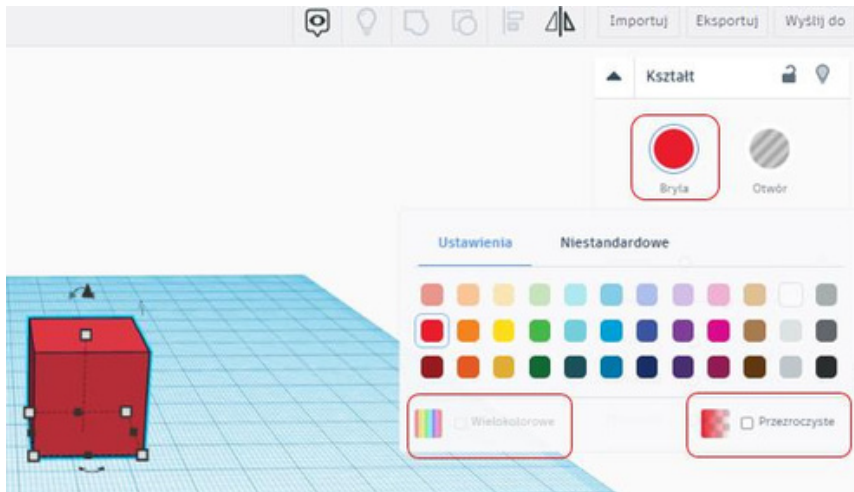 Importuj Eksportuj Wyślij do
Kształt
Bryła Otwór
Ustawienia Niestandardowe
Wielokolorowe Przezroczyste